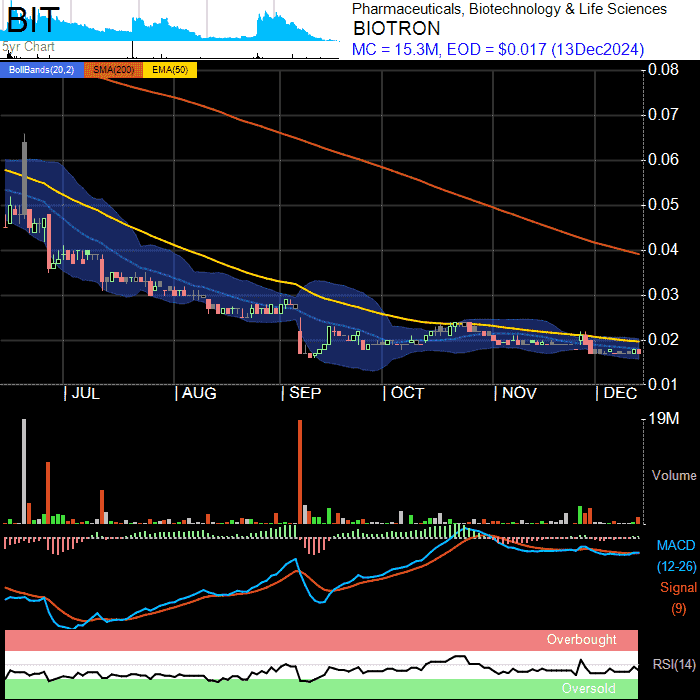 BIT
5yr Chart
Pharmaceuticals, Biotechnology & Life Sciences
BIOTRON
MC = 15.3M, EOD = $0.017 (13Dec2024)
BollBands(20,2) SMA(200) EMA(50)
0.08
0.07
0.06
0.05
0.04
0.03
0.02
0.01
JUL AUG SEP OCT NOV DEC
19M
Volume
MACD
(12-26)
Signal
(9)
Overbought
RSI(14)
Oversold